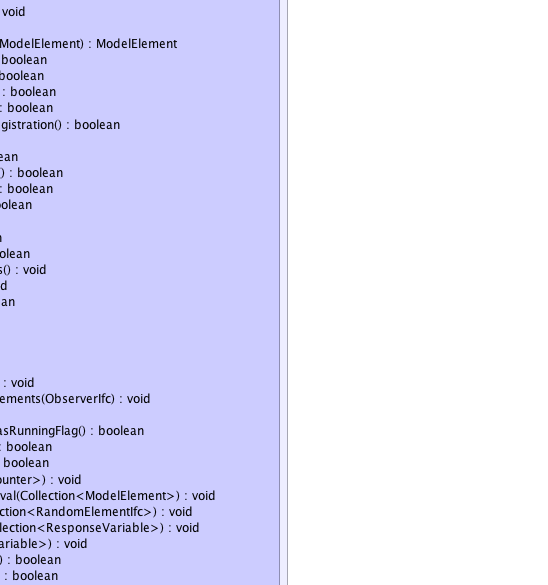 void
ModelElement) : ModelElement
boolean
boolean
: boolean
: boolean
gistration() : boolean
ean
) : boolean
: boolean
oolean
n
olean
s() : void
d
an
: void
ements(ObserverIfc) : void
asRunningFlag() : boolean
: boolean
boolean
ounter>) : void
val(Collection<ModelElement>) : void
ction<RandomElementIfc>) : void
llection<ResponseVariable>) : void
ariable>) : void
) : boolean
: boolean